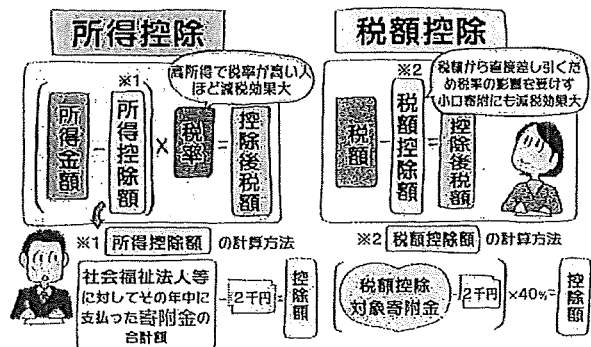 所得控除
高所得で税率が高い人
ほど減税効果大
※1
( 所得金額 − 所得控除額 ) × 税率 = 控除後税額
※1 所得控除額 の計算方法
社会福祉法人等
に対してその年中に
支払った寄附金の
合計額
−2千円=控除額
税額控除
税額から直接差し引くた
め税率の影響を受けず
小口寄附にも減税効果大
※2
税額 − 税額控除額 = 控除後税額
※2 税額控除額 の計算方法
( 税額控除
対象寄附金 −2千円 ) ×40%=控除額